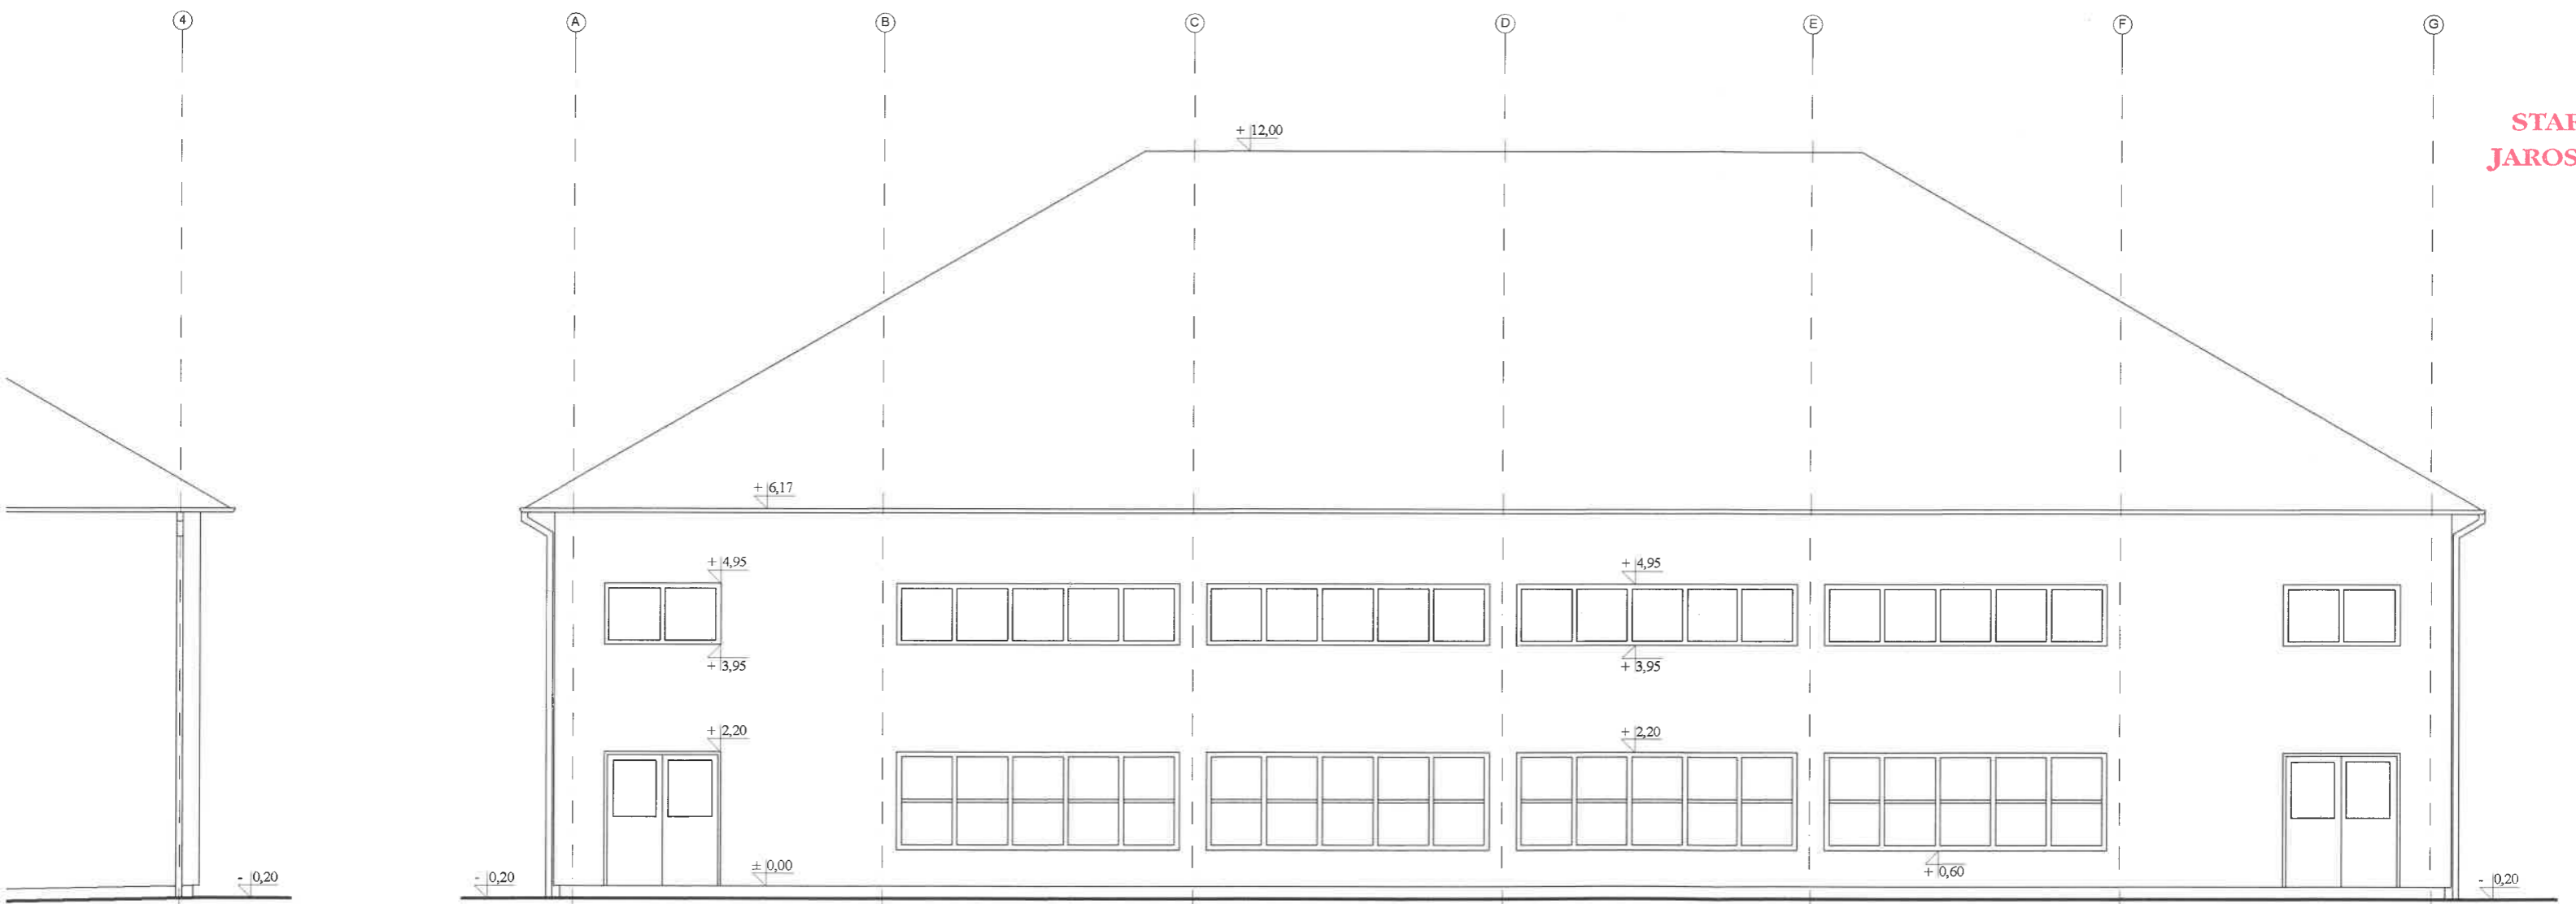 4
A
B
C
D
E
F
G
STAR
JAROS
+ 12,00
+ 6,17
+ 4,95
+ 4,95
+ 3,95
+ 3,95
+ 2,20
+ 2,20
± 0,00
+ 0,60
- 0,20
- 0,20
- 0,20